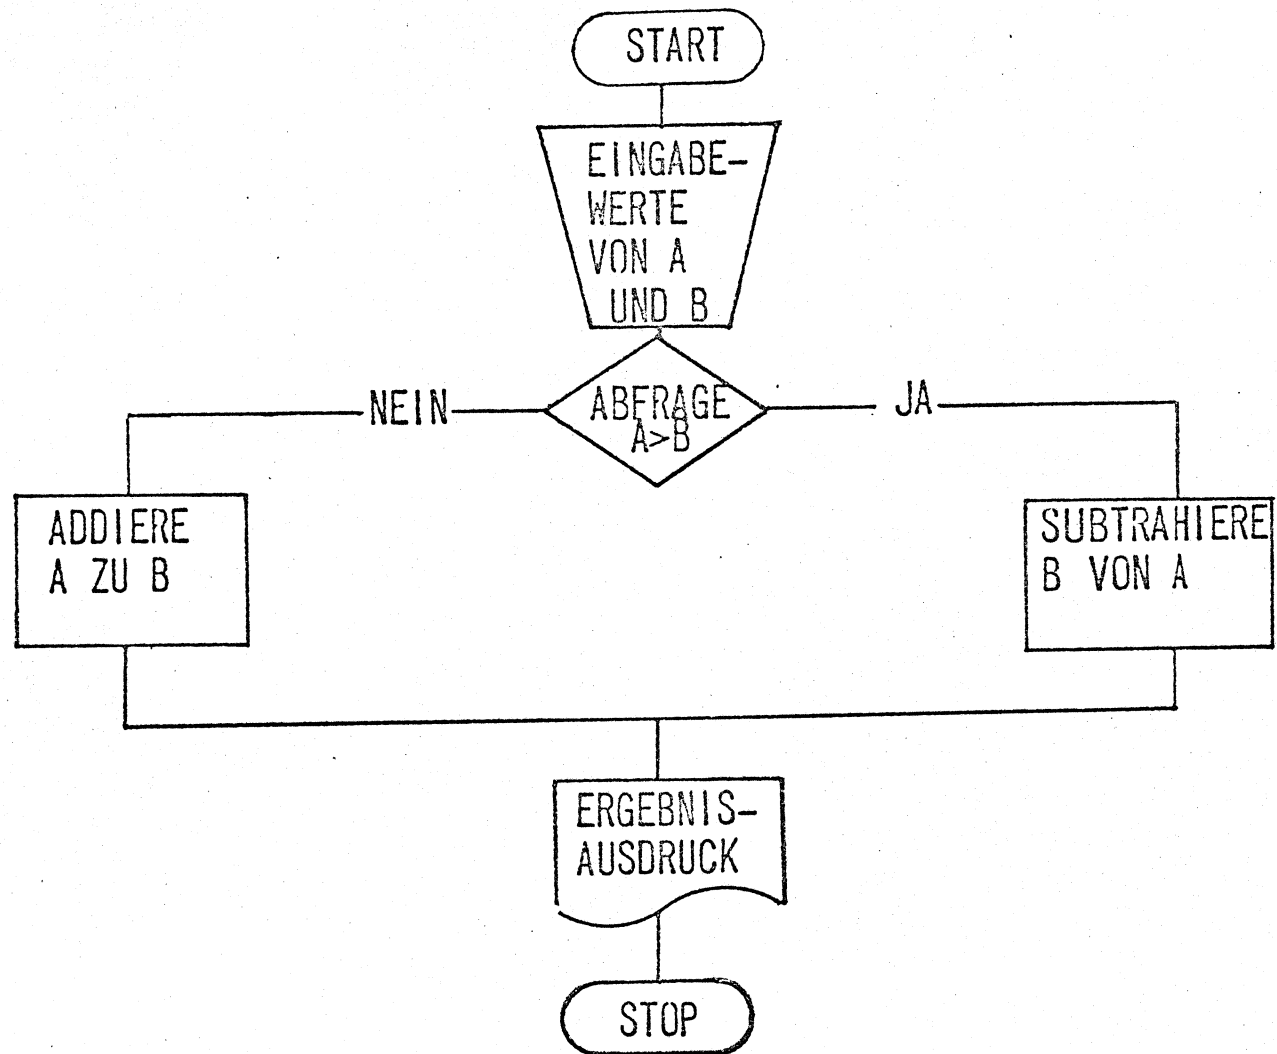 START
EINGABE-
WERTE
VON A
UND B
NEIN
ABFRAGE
A>B
JA
ADDIERE
A ZU B
SUBTRAHIERE
B VON A
ERGEBNIS-
AUSDRUCK
STOP